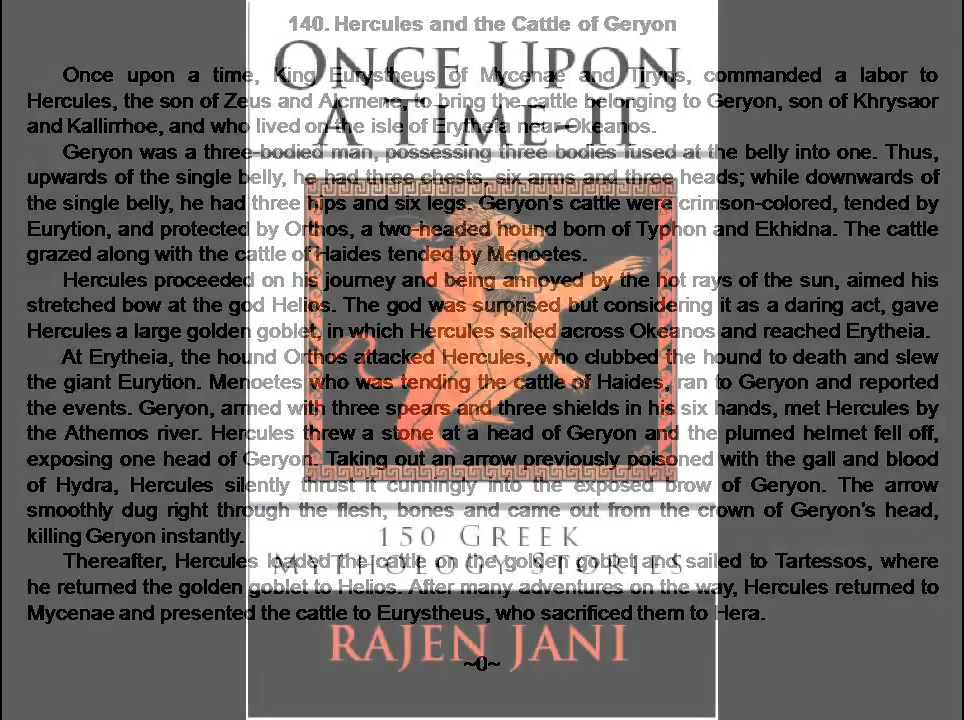 140. Hercules and the Cattle of Geryon
ONCE UPON
A TIME - II
Once upon a time, King Eurystheus of Mycenae and Tiryns, commanded a labor to
Hercules, the son of Zeus and Alcmene, to bring the cattle belonging to Geryon, son of Khrysaor
and Kallirrhoe, and who lived on the isle of Erytheia near Okeanos.
Geryon was a three-bodied man, possessing three bodies fused at the belly into one. Thus,
upwards of the single belly, he had three chests, six arms and three heads; while downwards of
the single belly, he had three hips and six legs. Geryon's cattle were crimson-colored, tended by
Eurytion, and protected by Orthos, a two-headed hound born of Typhon and Ekhidna. The cattle
grazed along with the cattle of Haides tended by Menoetes.
Hercules proceeded on his journey and being annoyed by the hot rays of the sun, aimed his
stretched bow at the god Helios. The god was surprised but considering it as a daring act, gave
Hercules a large golden goblet, in which Hercules sailed across Okeanos and reached Erytheia.
At Erytheia, the hound Orthos attacked Hercules, who clubbed the hound to death and slew
the giant Eurytion. Menoetes who was tending the cattle of Haides, ran to Geryon and reported
the events. Geryon, armed with three spears and three shields in his six hands, met Hercules by
the Athemos river. Hercules threw a stone at a head of Geryon and the plumed helmet fell off,
exposing one head of Geryon. Taking out an arrow previously poisoned with the gall and blood
of Hydra, Hercules silently thrust it cunningly into the exposed brow of Geryon. The arrow
smoothly dug right through the flesh, bones and came out from the crown of Geryon's head,
killing Geryon instantly.
Thereafter, Hercules loaded the cattle on the golden goblet and sailed to Tartessos, where
he returned the golden goblet to Helios. After many adventures on the way, Hercules returned to
Mycenae and presented the cattle to Eurystheus, who sacrificed them to Hera.
~0~
150 GREEK
MYTHOLOGY STORIES
RAJEN JANI